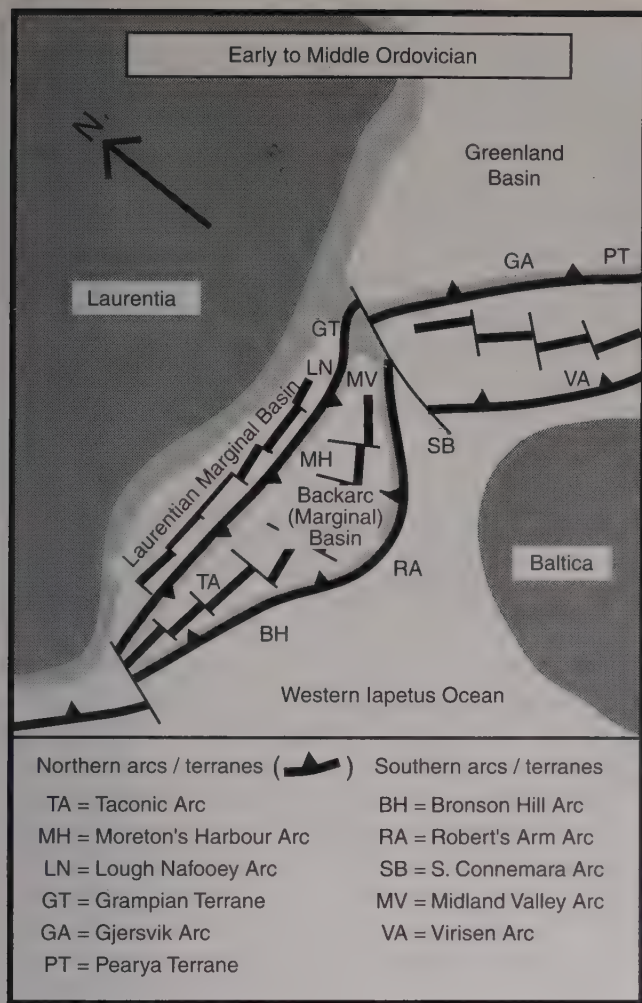 Early to Middle Ordovician
N.
Greenland
Basin
GA
PT
Laurentia
GT
LN
MV
VA
SB
Laurentian Marginal Basin
MH
Backarc
(Marginal)
Basin
Baltica
TA
RA
BH
Western Iapetus Ocean
Northern arcs / terranes ( ) Southern arcs / terranes
TA = Taconic Arc
BH = Bronson Hill Arc
MH = Moreton's Harbour Arc
RA = Robert's Arm Arc
LN = Lough Nafooey Arc
SB = S. Connemara Arc
GT = Grampian Terrane
MV = Midland Valley Arc
GA = Gjersvik Arc
VA = Virisen Arc
PT = Pearya Terrane